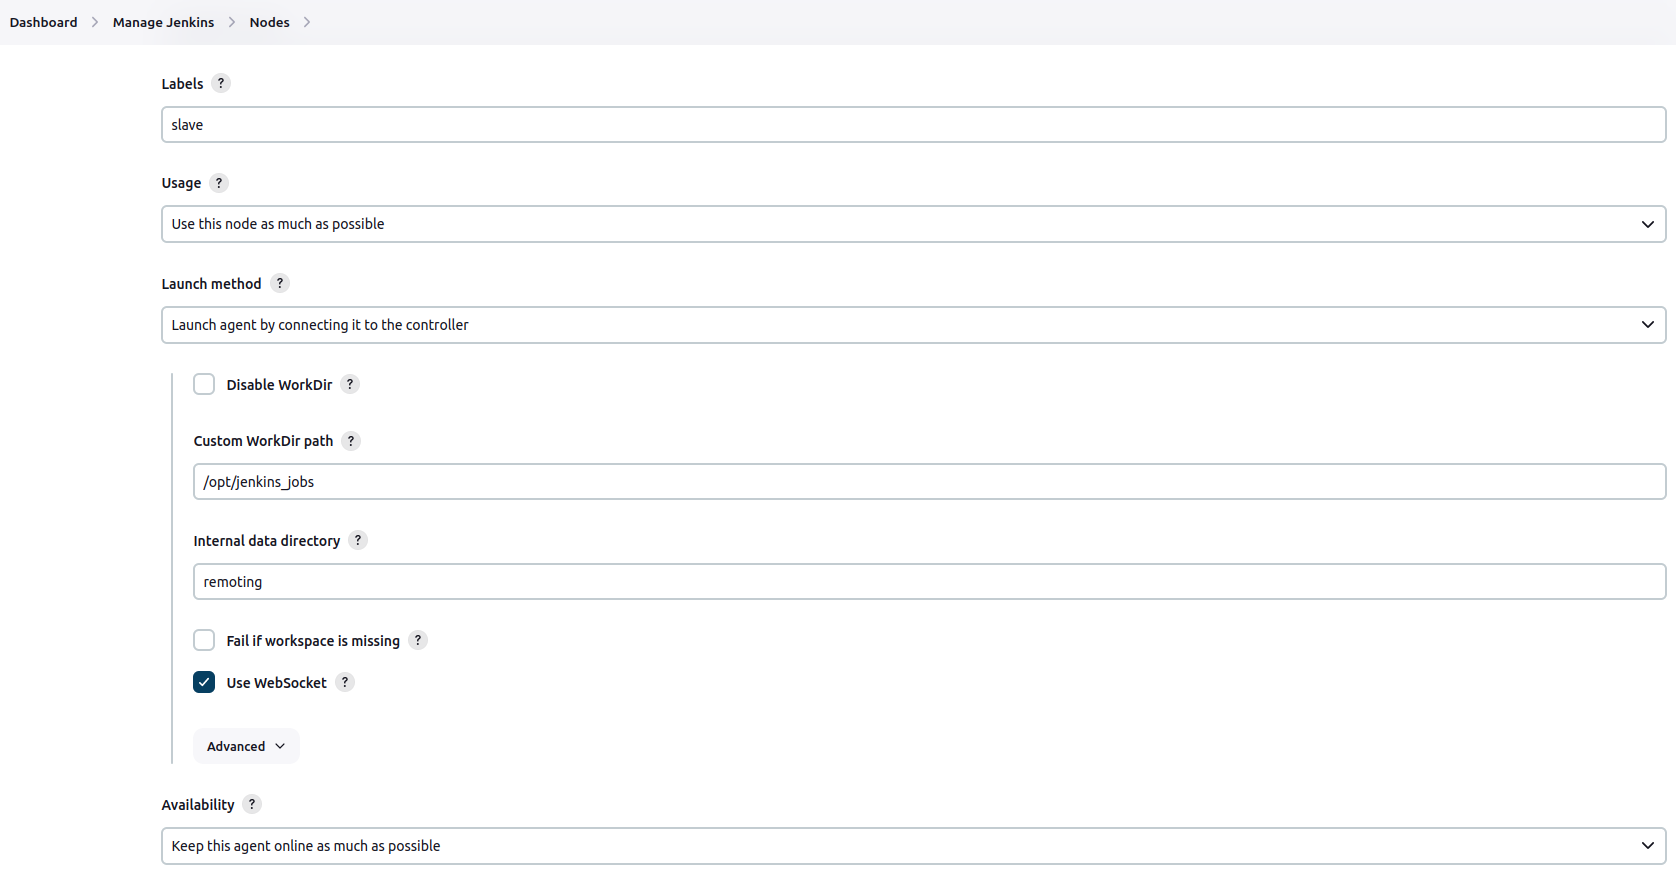 Dashboard > Manage Jenkins > Nodes >
Labels ?
slave
Usage ?
Use this node as much as possible
Launch method ?
Launch agent by connecting it to the controller
Disable WorkDir ?
Custom WorkDir path ?
/opt/jenkins_jobs
Internal data directory ?
remoting
Fail if workspace is missing ?
Use WebSocket ?
Advanced
Availability ?
Keep this agent online as much as possible